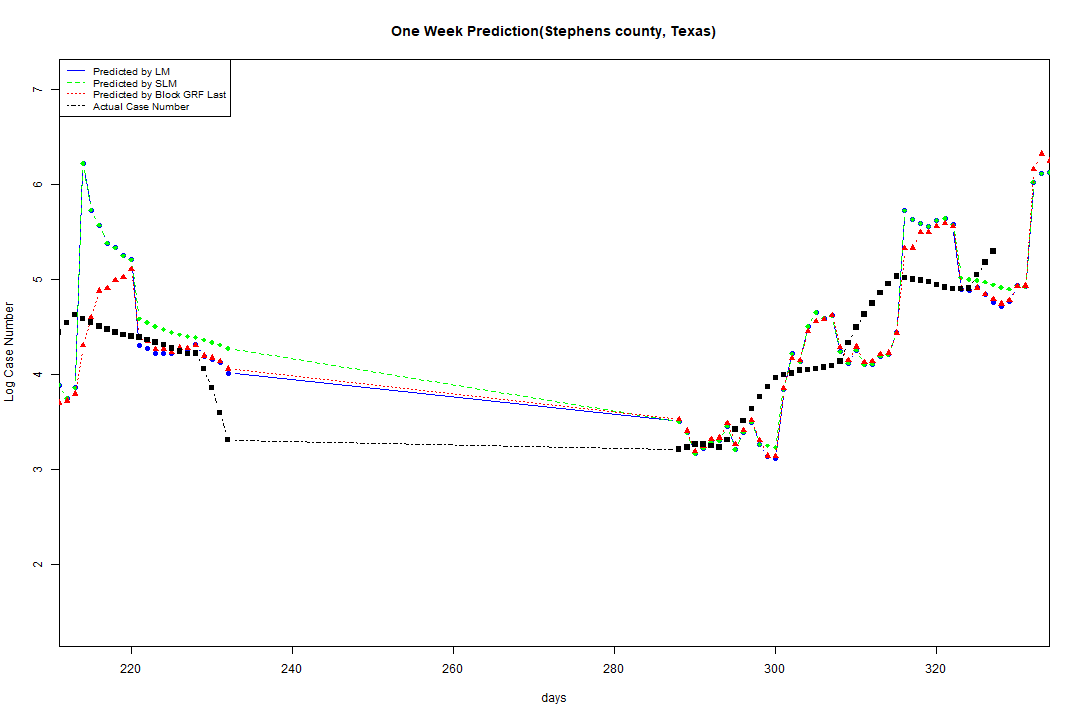 One Week Prediction(Stephens county, Texas)
Predicted by LM
Predicted by SLM
Predicted by Block GRF Last
Actual Case Number
7
6
5
4
3
2
Log Case Number
220 240 260 280 300 320
days